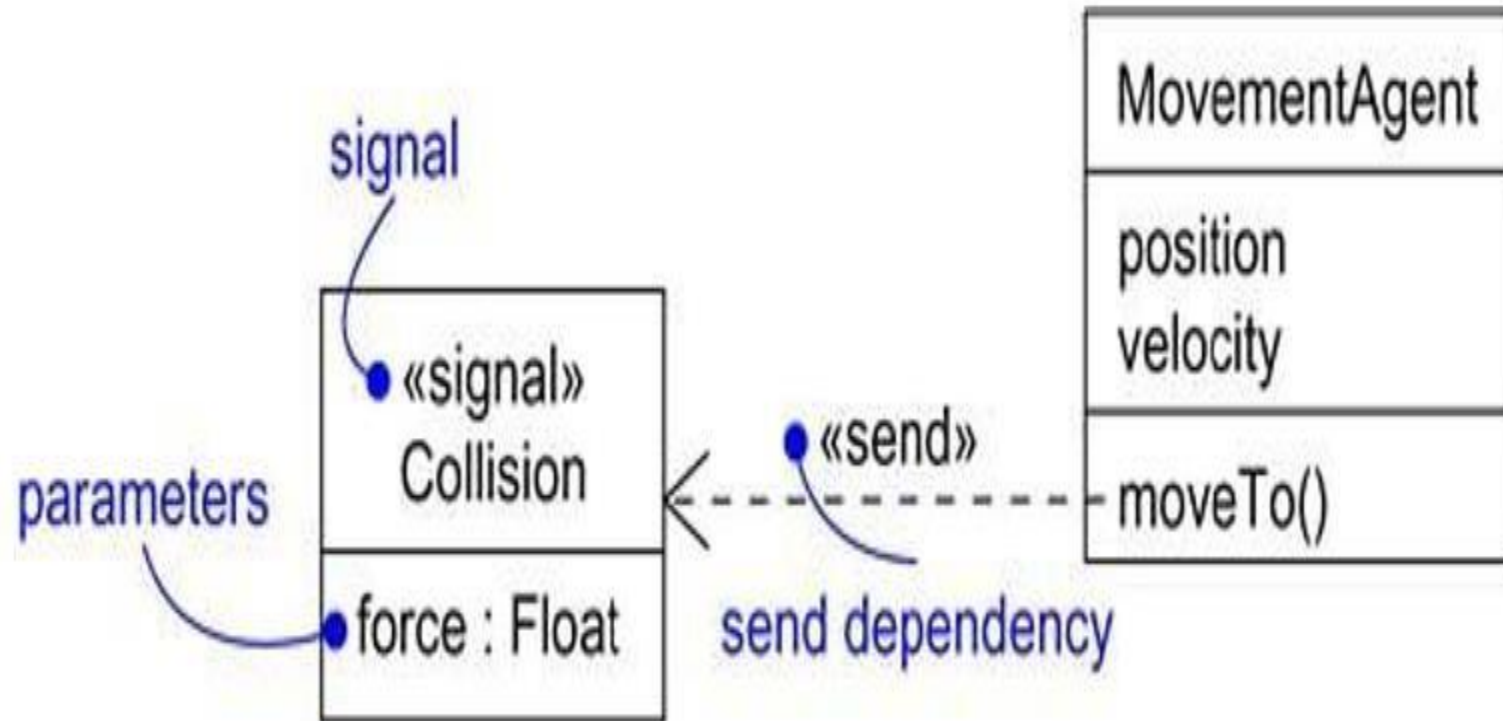 signal
«signal»
Collision
parameters
force : Float
«send»
send dependency
MovementAgent
position
velocity
moveTo()